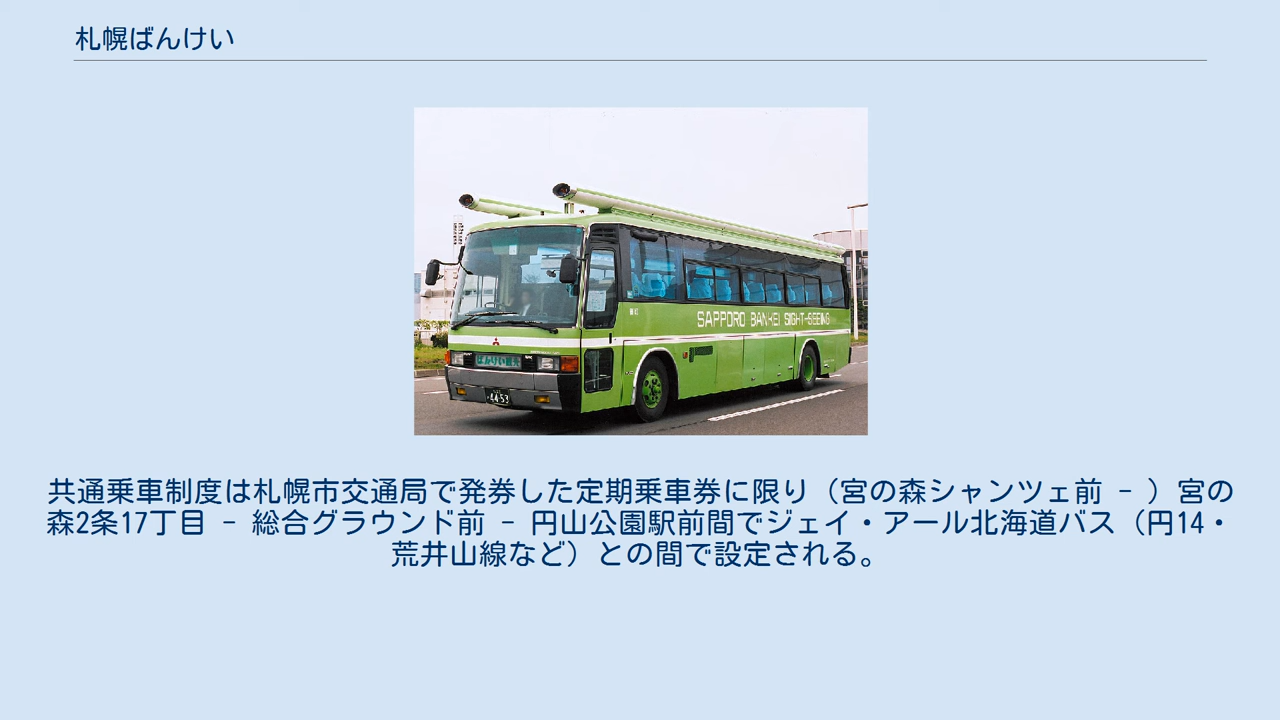 札幌ばんけい
SAPPORO BANKEI SIGHT-SEEING
44-53
共通乗車制度は札幌市交通局で発券した定期乗車券に限り（宮の森シャンツェ前 - ）宮の
森2条17丁目 - 総合グラウンド前 - 円山公園駅前間でジェイ・アール北海道バス（円14・
荒井山線など）との間で設定される。